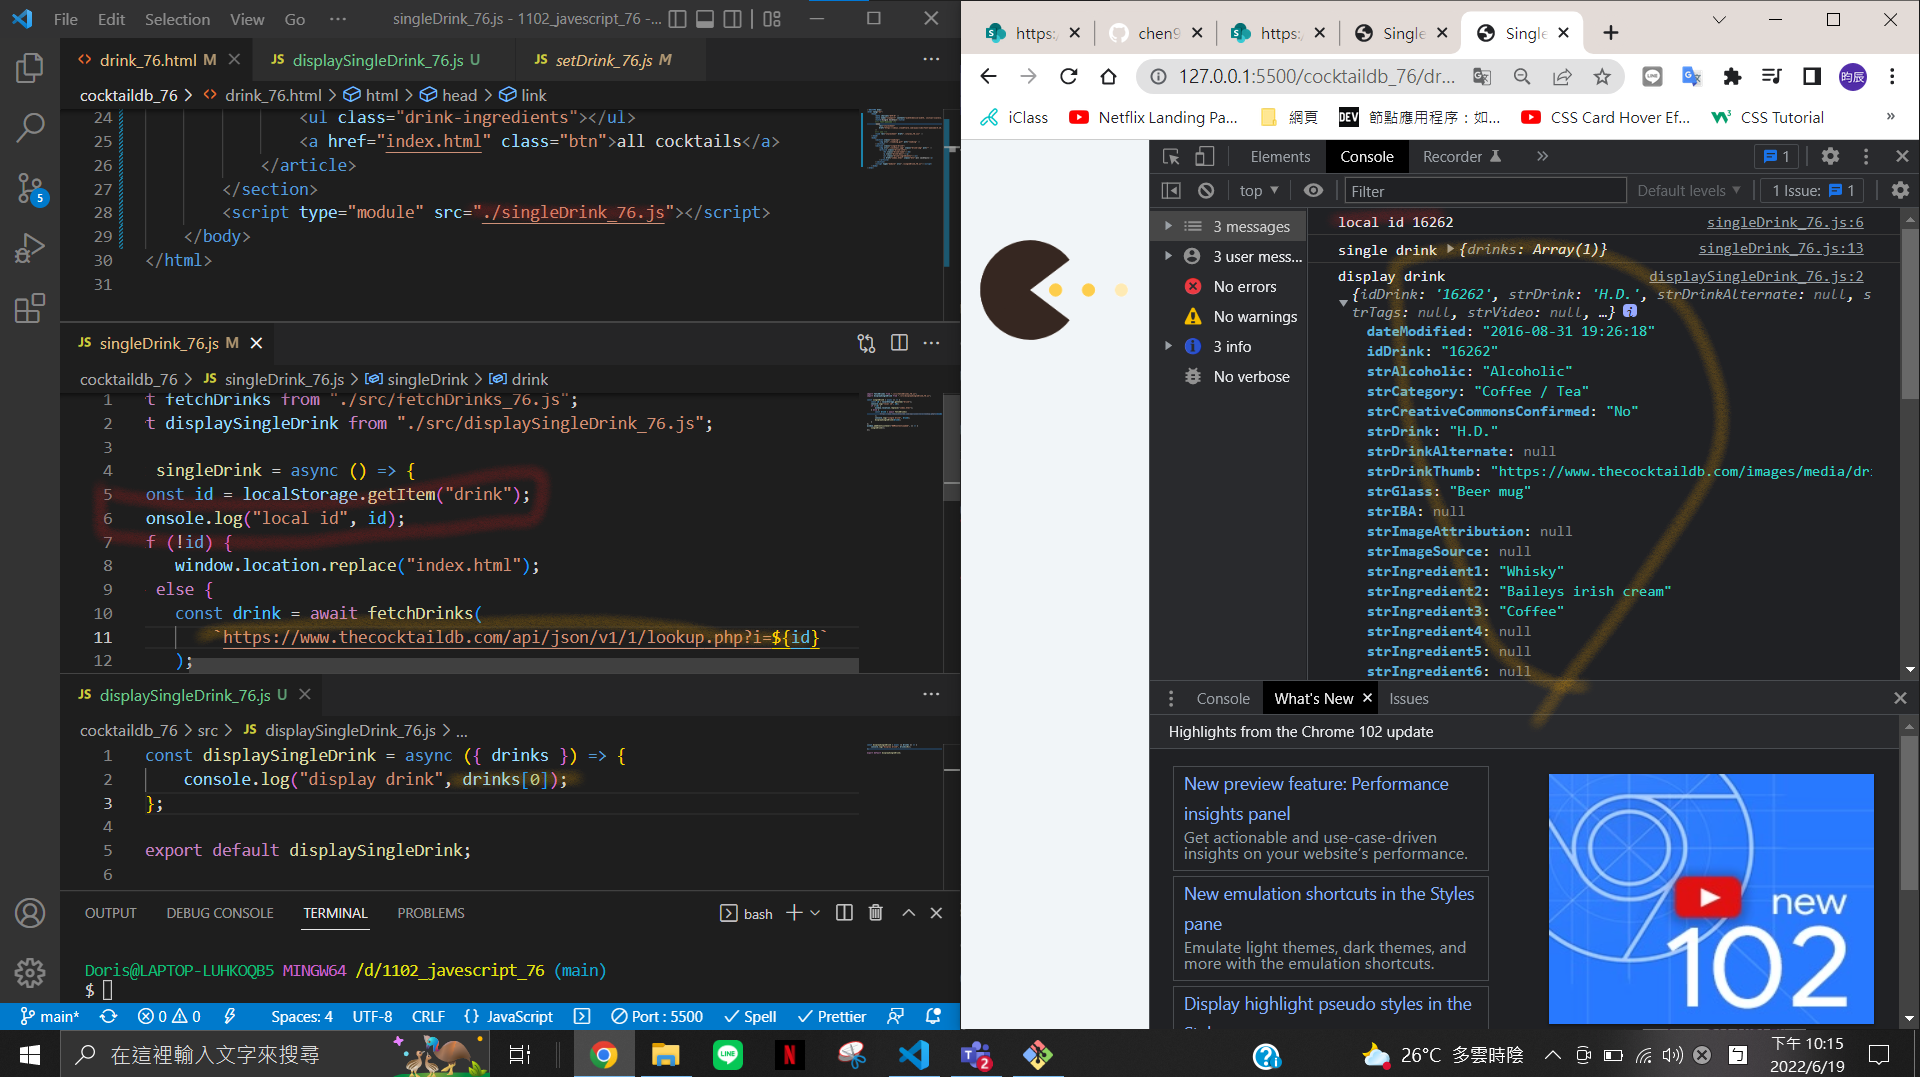 File Edit Selection View Go ··· singleDrink_76.js - 1102_javescript_76 -...
drink_76.html M
JS displaySingleDrink_76.js U
JS setDrink_76.js M
cocktaildb_76 > drink_76.html > html > head > link
24 <ul class="drink-ingredients"></ul>
25 <a href="index.html" class="btn">all cocktails</a>
26 </article>
27 </section>
28 <script type="module" src="./singleDrink_76.js"></script>
29 </body>
30 </html>
31
5
JS singleDrink_76.js M
cocktaildb_76 > JS singleDrink_76.js > singleDrink > drink
1 t fetchDrinks from "./src/fetchDrinks_76.js";
2 t displaySingleDrink from "./src/displaySingleDrink_76.js";
3
4 singleDrink = async () => {
5 onst id = localStorage.getItem("drink");
6 onsole.log("local id", id);
7 f (!id) {
8 window.location.replace("index.html");
9 else {
10 const drink = await fetchDrinks(
11 `https://www.thecocktaildb.com/api/json/v1/1/lookup.php?i=${id}`
12 );
JS displaySingleDrink_76.js U
cocktaildb_76 > src > JS displaySingleDrink_76.js > ...
1 const displaySingleDrink = async ({ drinks }) => {
2 console.log("display drink", drinks[0]);
3 };
4
5 export default displaySingleDrink;
6
OUTPUT DEBUG CONSOLE TERMINAL PROBLEMS bash
Doris@LAPTOP-LUHKOQB5 MINGW64 /d/1102_javescript_76 (main)
$
main* 0 0 Spaces: 4 UTF-8 CRLF {} JavaScript Port : 5500 Spell Prettier
https:/ chen9 https:/ Single Single
127.0.0.1:5500/cocktaildb_76/dr...
昀辰
iClass Netflix Landing Pa... 網頁 DEV 節點應用程序：如... CSS Card Hover Ef... CSS Tutorial »
Elements Console Recorder » 1
top Filter Default levels 1 Issue: 1
3 messages
3 user mess...
No errors
No warnings
3 info
No verbose
local id 16262 singleDrink_76.js:6
single drink {drinks: Array(1)} singleDrink_76.js:13
display drink displaySingleDrink_76.js:2
{idDrink: '16262', strDrink: 'H.D.', strDrinkAlternate: null, s
trTags: null, strVideo: null, …}
dateModified: "2016-08-31 19:26:18"
idDrink: "16262"
strAlcoholic: "Alcoholic"
strCategory: "Coffee / Tea"
strCreativeCommonsConfirmed: "No"
strDrink: "H.D."
strDrinkAlternate: null
strDrinkThumb: "https://www.thecocktaildb.com/images/media/dri
strGlass: "Beer mug"
strIBA: null
strImageAttribution: null
strImageSource: null
strIngredient1: "Whisky"
strIngredient2: "Baileys irish cream"
strIngredient3: "Coffee"
strIngredient4: null
strIngredient5: null
strIngredient6: null
Console What's New Issues
Highlights from the Chrome 102 update
New preview feature: Performance
insights panel
Get actionable and use-case-driven
insights on your website's performance.
New emulation shortcuts in the Styles
pane
Emulate light themes, dark themes, and
more with the emulation shortcuts.
Display highlight pseudo styles in the
new
102
在這裡輸入文字來搜尋
LINE
N
2
26°C 多雲時陰
下午 10:15
2022/6/19